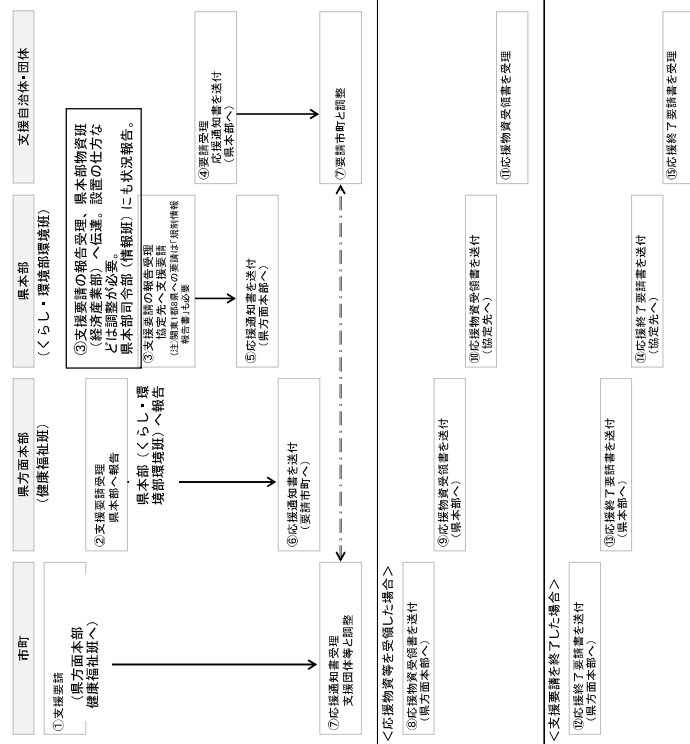 市町
県方面本部
(健康福祉班)
県本部
(くらし・環境部環境班)
支援自治体・団体
①支援要請
(県方面本部
健康福祉班へ)
②支援要請受理
県本部へ報告
県本部(くらし・環
境部環境班)へ報告
③支援要請の報告受理、県本部物資班
(経済産業部)へ伝達。設置の仕方な
どは調整が必要。
県本部司令部(情報班)にも状況報告。
③支援要請の報告受理
協定先へ支援要請
(注)関東1都8県への要請は「規制情報
報告書」も必要
④要請受理
応援通知書を送付
(県本部へ)
⑤応援通知書を送付
(県方面本部へ)
⑥応援通知書を送付
(要請市町へ)
⑦応援通知書受理
支援団体等と調整
⑦要請市町と調整
<応援物資等を受領した場合>
⑧応援物資受領書を送付
(県方面本部へ)
⑨応援物資受領書を送付
(県本部へ)
⑩応援物資受領書を送付
(協定先へ)
⑪応援物資受領書を受理
<支援要請を終了した場合>
⑫応援終了要請書を送付
(県方面本部へ)
⑬応援終了要請書を送付
(県本部へ)
⑭応援終了要請書を送付
(協定先へ)
⑮応援終了要請書を受理